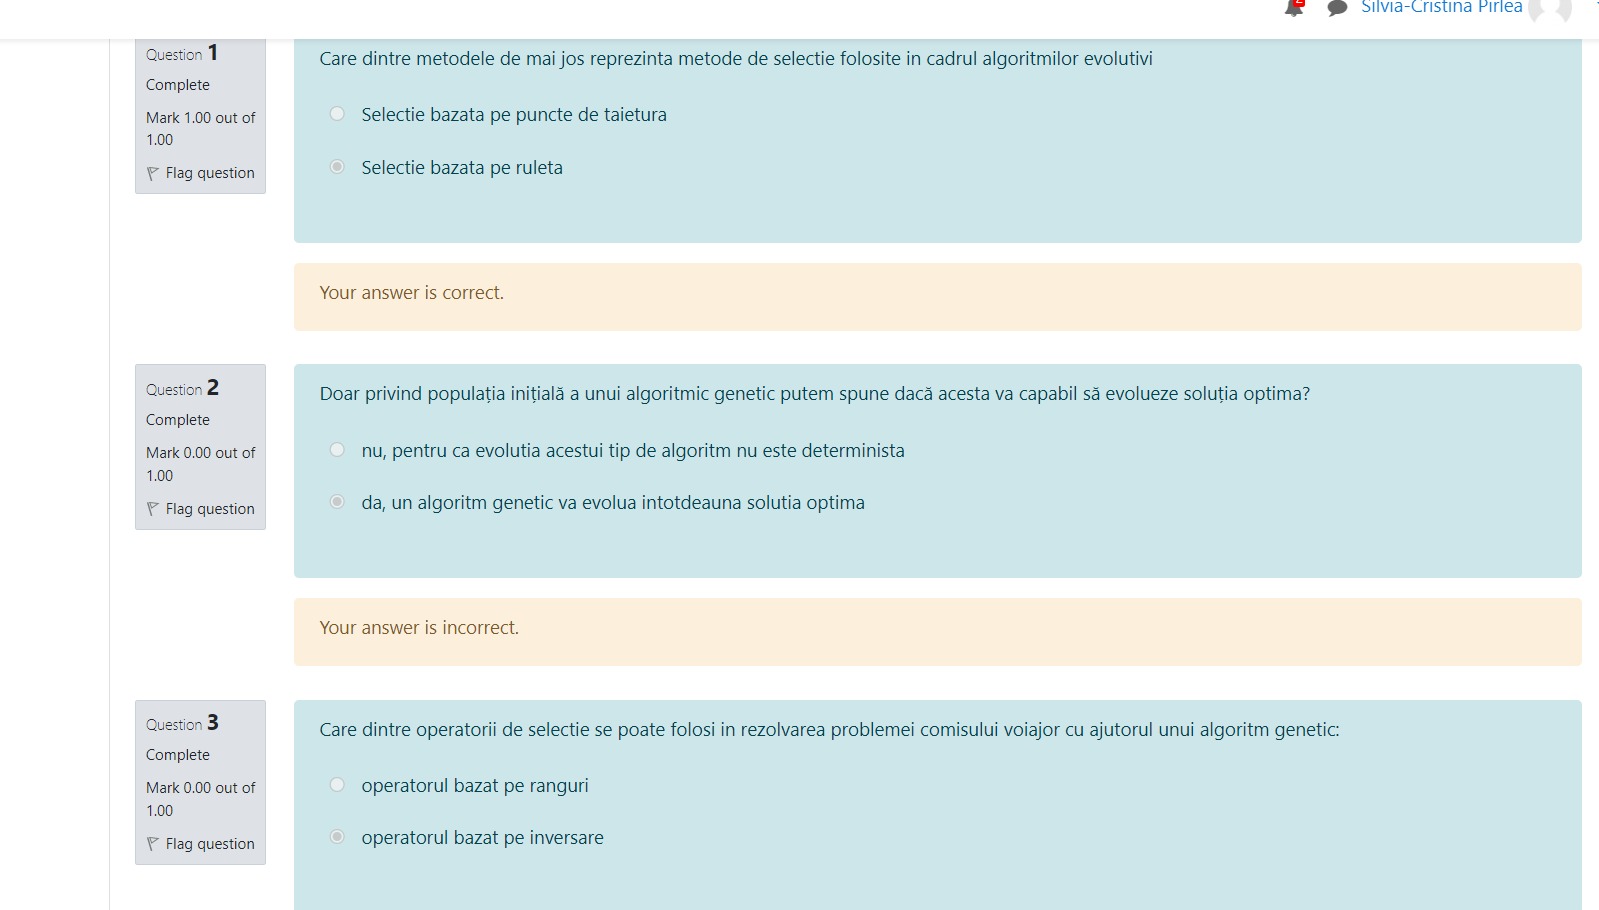 2
Silvia-Cristina Pirlea
Question 1
Complete
Mark 1.00 out of
1.00
Flag question
Care dintre metodele de mai jos reprezinta metode de selectie folosite in cadrul algoritmilor evolutivi
Selectie bazata pe puncte de taietura
Selectie bazata pe ruleta
Your answer is correct.
Question 2
Complete
Mark 0.00 out of
1.00
Flag question
Doar privind populația inițială a unui algoritmic genetic putem spune dacă acesta va capabil să evolueze soluția optima?
nu, pentru ca evolutia acestui tip de algoritm nu este determinista
da, un algoritm genetic va evolua intotdeauna solutia optima
Your answer is incorrect.
Question 3
Complete
Mark 0.00 out of
1.00
Flag question
Care dintre operatorii de selectie se poate folosi in rezolvarea problemei comisului voiajor cu ajutorul unui algoritm genetic:
operatorul bazat pe ranguri
operatorul bazat pe inversare